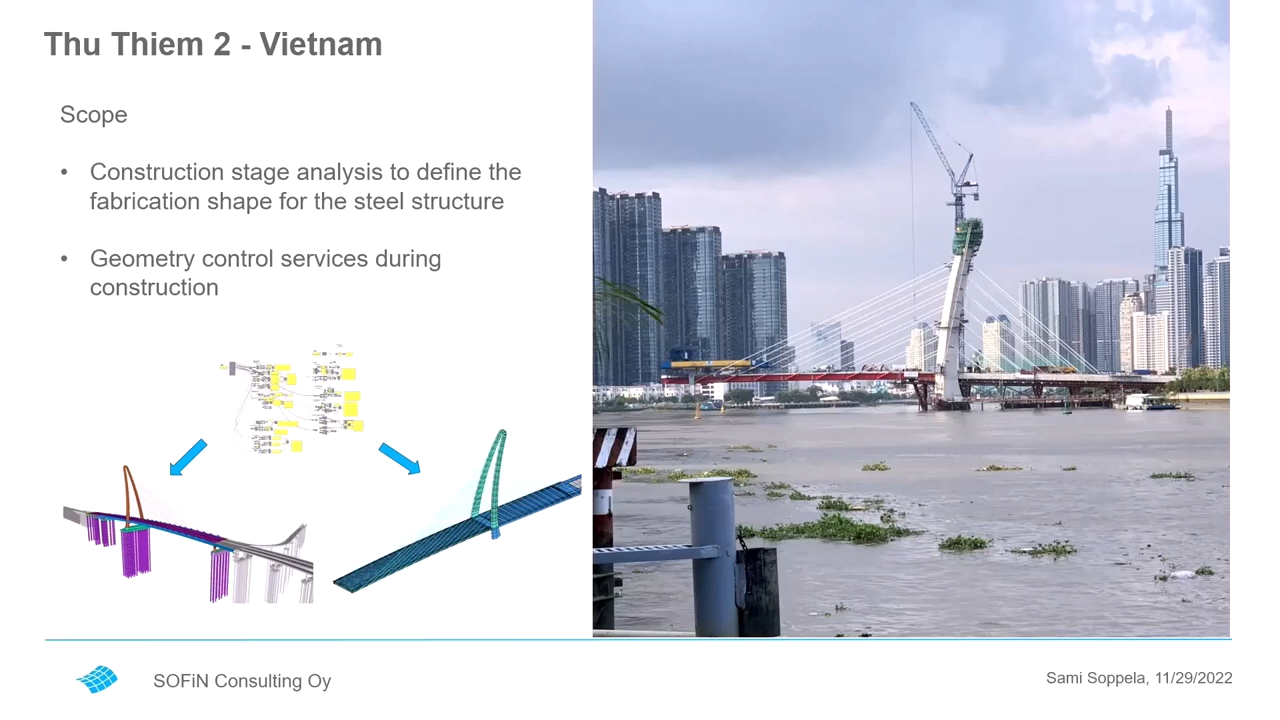 Thu Thiem 2 - Vietnam
Scope
• Construction stage analysis to define the
fabrication shape for the steel structure
• Geometry control services during
construction
SOFiN Consulting Oy
Sami Soppela, 11/29/2022